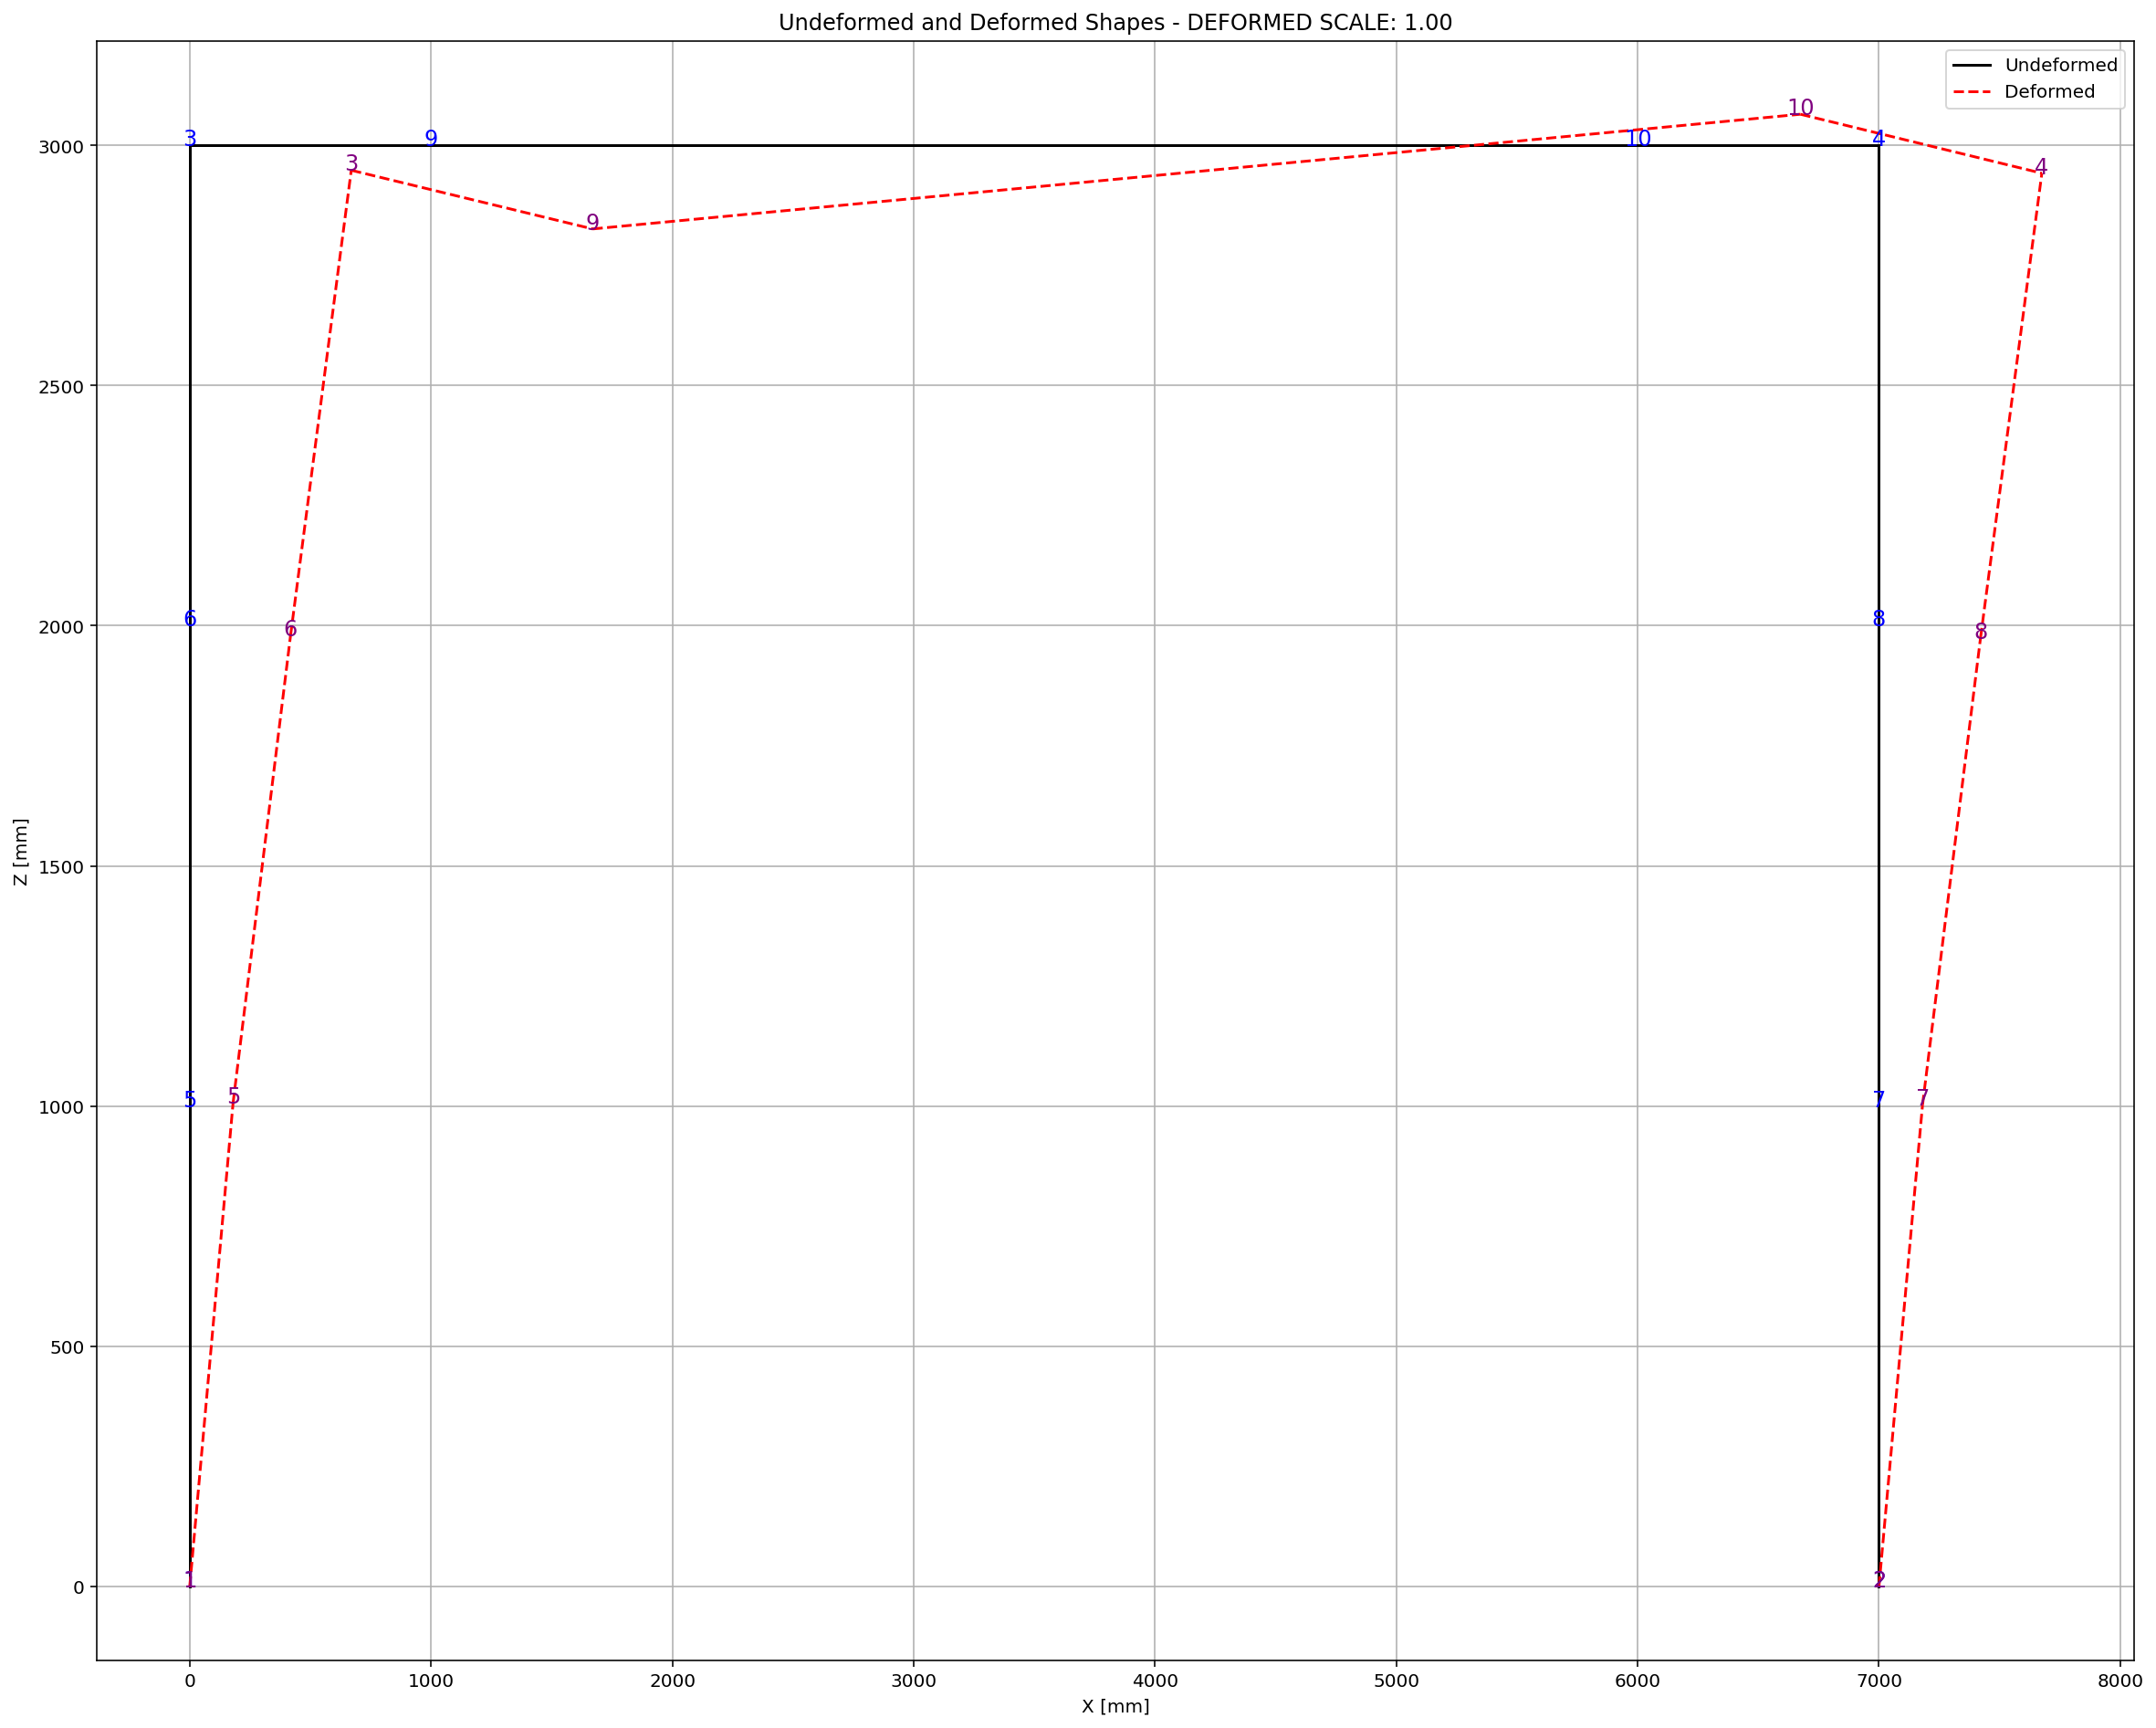 Undeformed and Deformed Shapes - DEFORMED SCALE: 1.00
Undeformed
Deformed
10
3 9 10 4
3000
3 4
9
2500
6 8
2000
6 8
Z [mm]
1500
5 5 7 7
1000
500
1 2
0
0 1000 2000 3000 4000 5000 6000 7000 8000
X [mm]